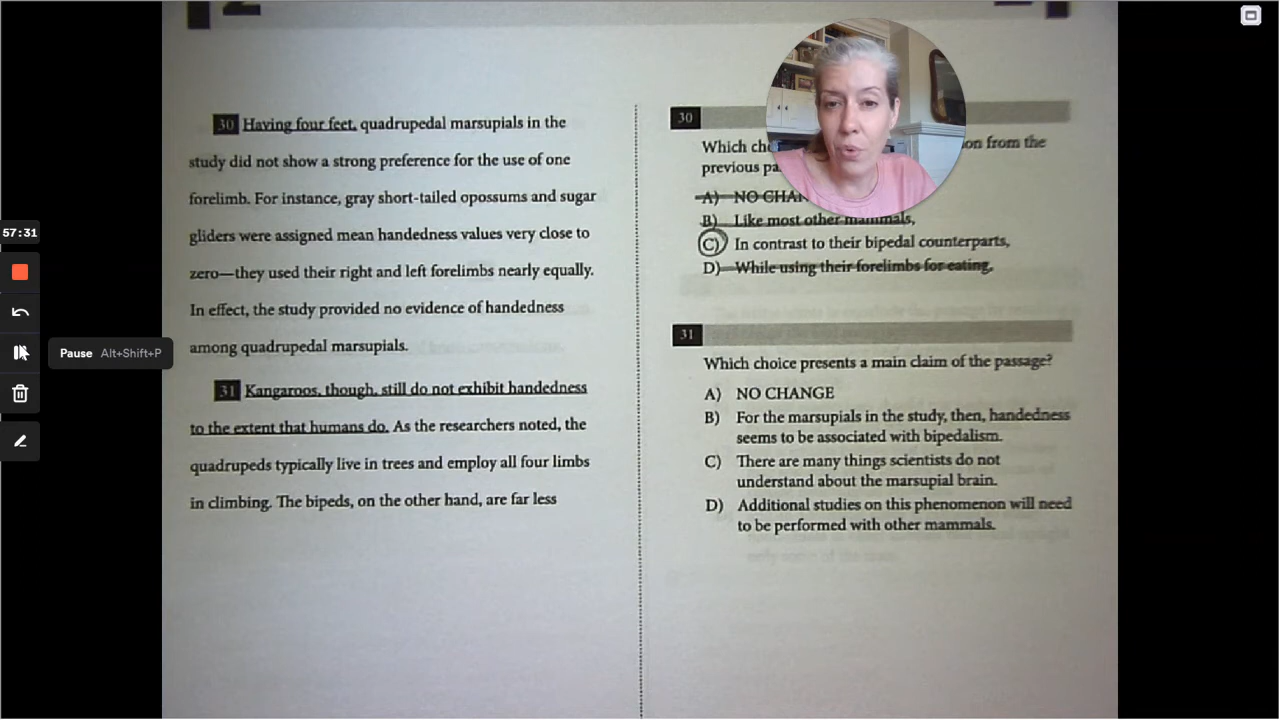 30 Having four feet, quadrupedal marsupials in the
study did not show a strong preference for the use of one
forelimb. For instance, gray short-tailed opossums and sugar
gliders were assigned mean handedness values very close to
zero—they used their right and left forelimbs nearly equally.
In effect, the study provided no evidence of handedness
among quadrupedal marsupials.
31 Kangaroos, though, still do not exhibit handedness
to the extent that humans do. As the researchers noted, the
quadrupeds typically live in trees and employ all four limbs
in climbing. The bipeds, on the other hand, are far less
30
Which
from the
previous
A) NO
B) Like most other mammals,
C) In contrast to their bipedal counterparts,
D) While using their forelimbs for eating,
31
Which choice presents a main claim of the passage?
A) NO CHANGE
B) For the marsupials in the study, then, handedness
seems to be associated with bipedalism.
C) There are many things scientists do not
understand about the marsupial brain.
D) Additional studies on this phenomenon will need
to be performed with other mammals.
57:31
Pause Alt+Shift+P